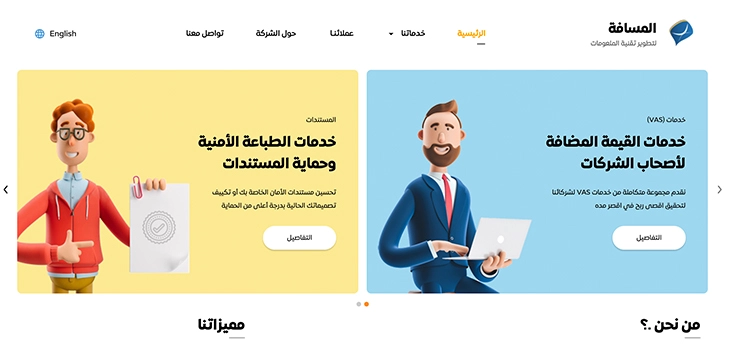 المسافة
لتطوير تقنية المعلومات
الرئيسية
خدماتنا
عملائنا
حول الشركة
تواصل معنا
English
خدمات (VAS)
خدمات القيمة المضافة
لأصحاب الشركات
نقدم مجموعة متكاملة من خدمات VAS لشركائنا
لتحقيق اقصى ربح في اقصر مده
التفاصيل
المستندات
خدمات الطباعة الأمنية
وحماية المستندات
تحسين مستندات الأمان الخاصة بك أو تكييف
تصميماتك الحالية بدرجة أعلى من الحماية
التفاصيل
من نحن .؟
مميزاتنا